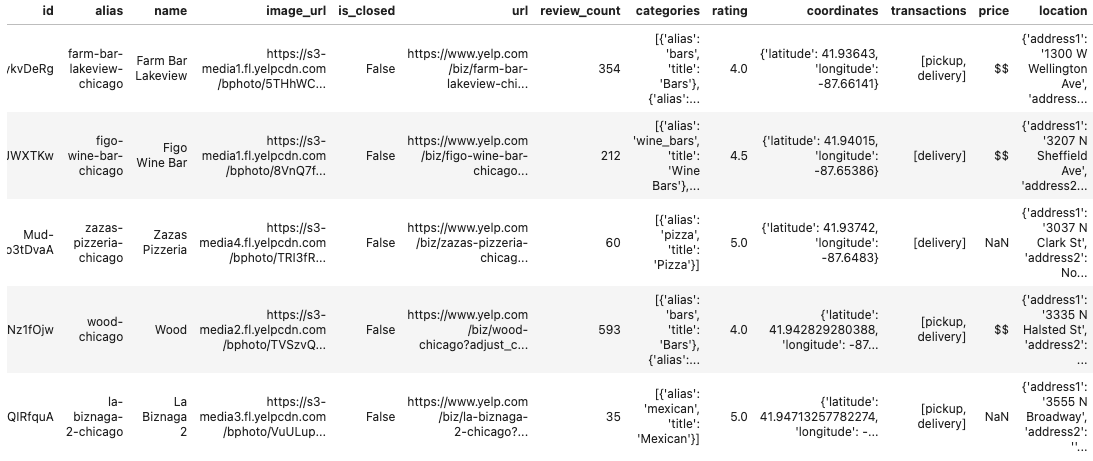 id alias name image_url is_closed url review_count categories rating coordinates transactions price location
[{'alias': {'address1':
farm-bar- https://s3- https://www.yelp.com 'bars', {'latitude': 41.93643, '1300 W
ykvDeRg lakeview- Farm Bar media1.fl.yelpcdn.com False /biz/farm-bar- 354 'title': 4.0 'longitude': [pickup, $$ Wellington
chicago Lakeview /bphoto/5THhWC... lakeview-chi... 'Bars'}, -87.66141} delivery] Ave',
{'alias':... 'address...
[{'alias': {'address1':
figo- https://s3- https://www.yelp.com 'wine_bars', {'latitude': 41.94015, '3207 N
JWXTKw wine-bar- Figo media1.fl.yelpcdn.com False /biz/figo-wine-bar- 212 'title': 4.5 'longitude': [delivery] $$ Sheffield
chicago Wine Bar /bphoto/8VnQ7f... chicago... 'Wine -87.65386} Ave',
Bars'},... 'address2...
{'address1':
Mud- zazas- Zazas https://s3- https://www.yelp.com [{'alias': {'latitude': 41.93742, '3037 N
o3tDvaA pizzeria- Pizzeria media4.fl.yelpcdn.com False /biz/zazas-pizzeria- 60 'pizza', 5.0 'longitude': [delivery] NaN Clark St',
chicago /bphoto/TRl3fR... chicag... 'title': -87.6483} 'address2':
'Pizza'}] No...
[{'alias': {'address1':
wood- https://s3- https://www.yelp.com 'bars', {'latitude': '3335 N
Nz1fOjw chicago Wood media2.fl.yelpcdn.com False /biz/wood- 593 'title': 4.0 41.942829280388, [pickup, $$ Halsted St',
/bphoto/TVSzvQ... chicago?adjust_c... 'Bars'}, 'longitude': -87... delivery] 'address2':
{'alias':... ...
{'address1':
la- La https://s3- https://www.yelp.com [{'alias': {'latitude': '3555 N
QIRfquA biznaga- Biznaga media3.fl.yelpcdn.com False /biz/la-biznaga- 35 'mexican', 5.0 41.94713257782274, [pickup, NaN Broadway',
2-chicago 2 /bphoto/VuULup... 2-chicago?... 'title': 'longitude': -... delivery] 'address2':
'Mexican'}] ''...